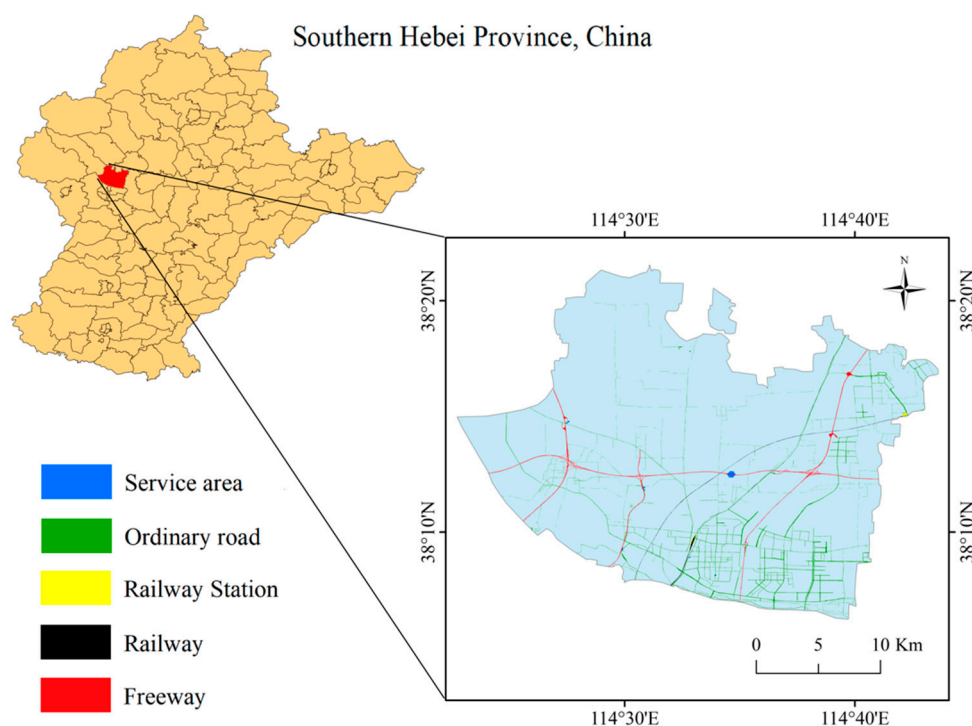 Southern Hebei Province, China
114°30'E
114°40'E
N
38°20'N
38°20'N
38°10'N
38°10'N
0 5 10 Km
114°30'E
114°40'E
Service area
Ordinary road
Railway Station
Railway
Freeway